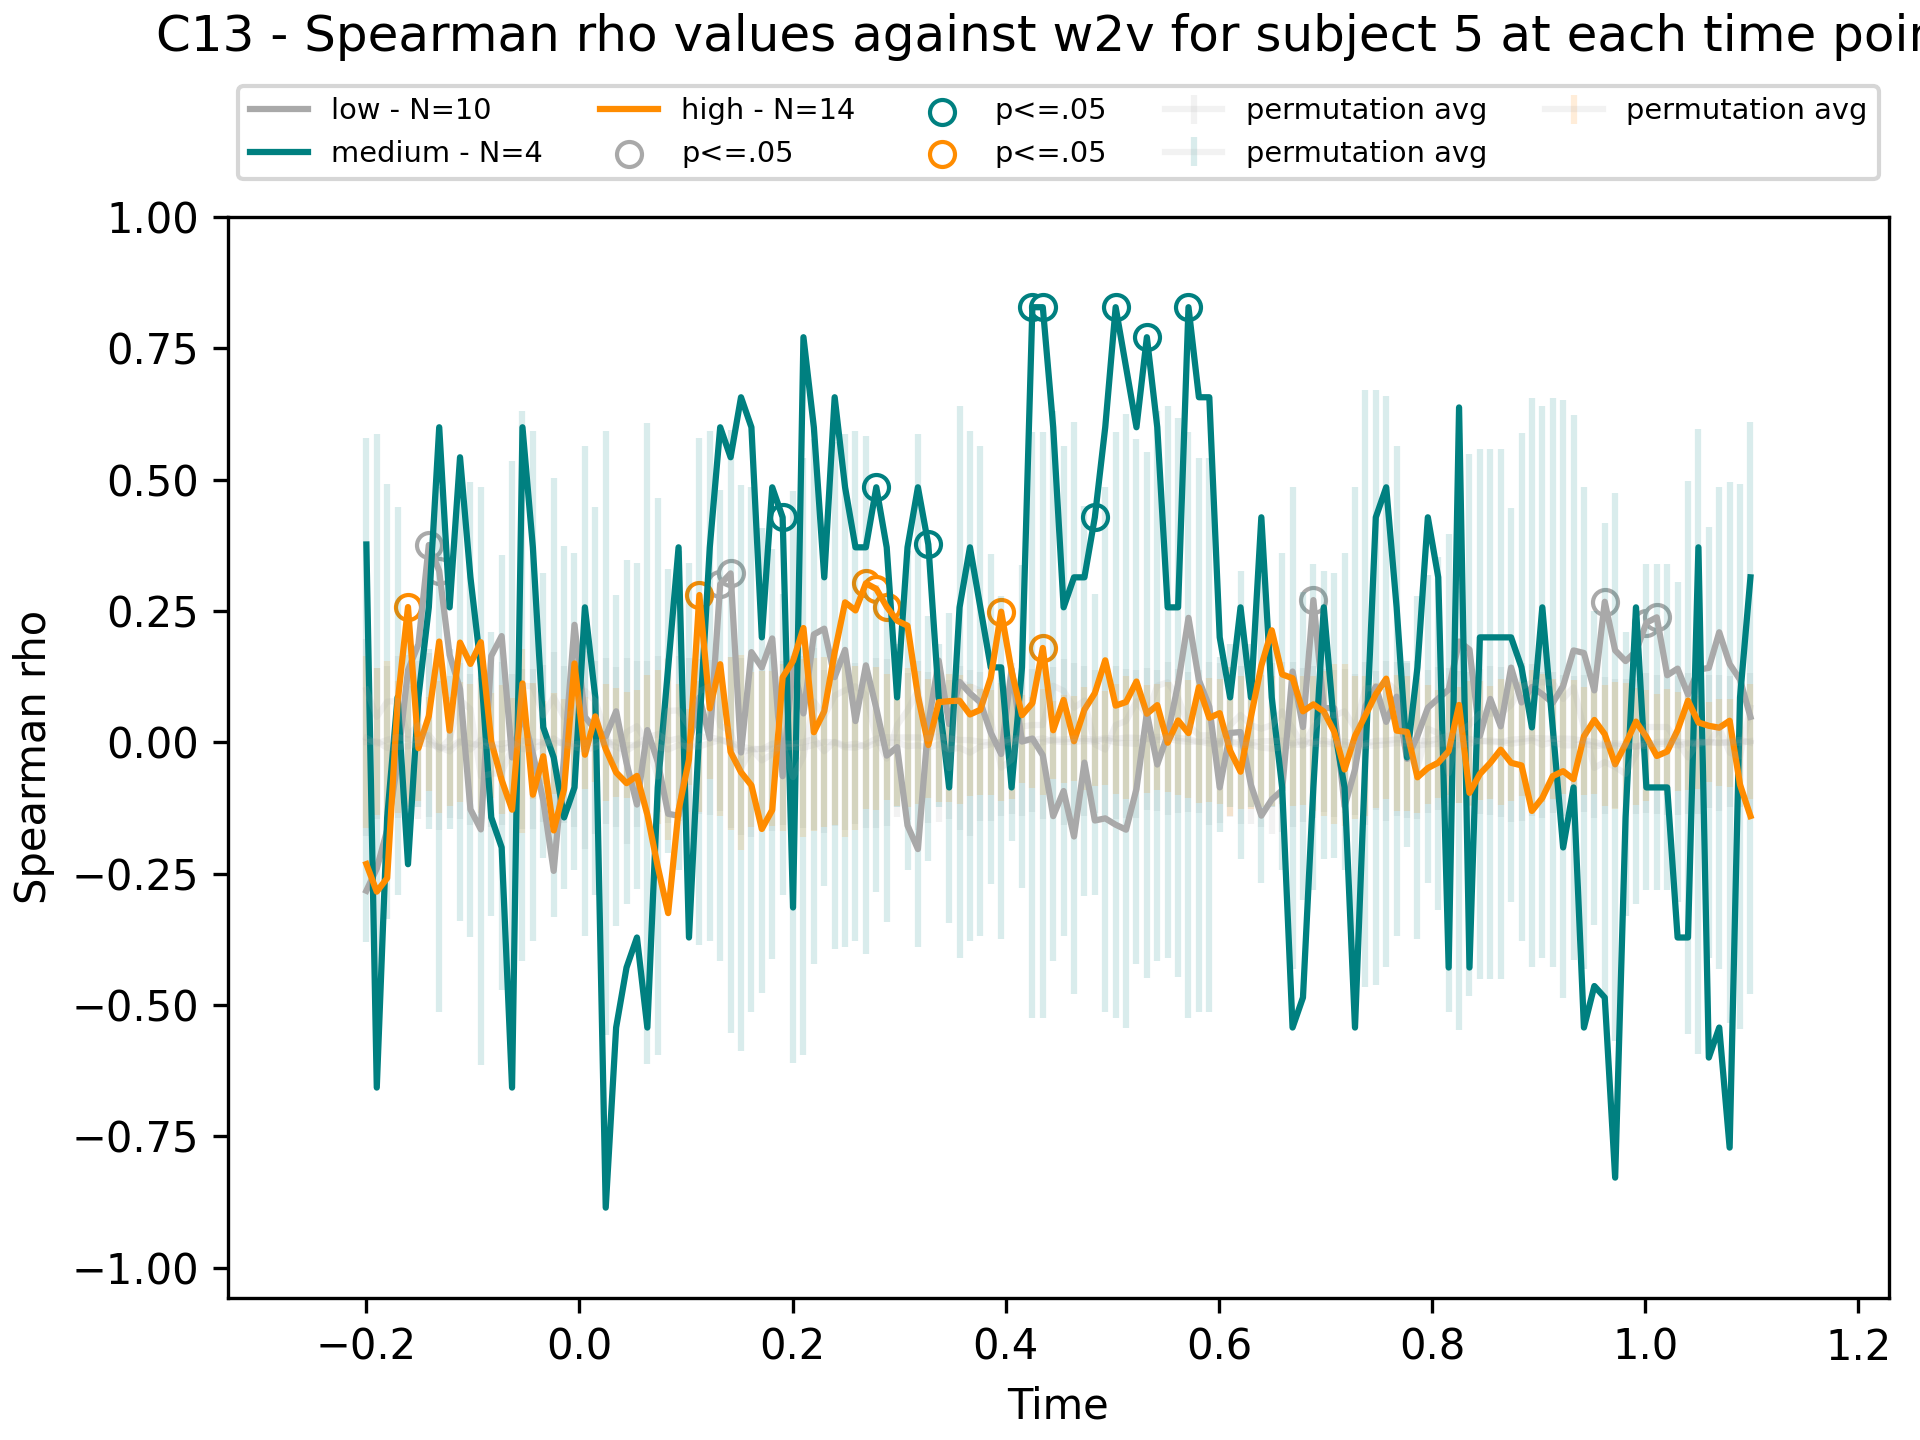 C13 - Spearman rho values against w2v for subject 5 at each time poi
low - N=10
high - N=14
p<=.05
permutation avg
permutation avg
medium - N=4
p<=.05
p<=.05
permutation avg
1.00
0.75
0.50
0.25
0.00
−0.25
−0.50
−0.75
−1.00
Spearman rho
−0.2
0.0
0.2
0.4
0.6
0.8
1.0
1.2
Time